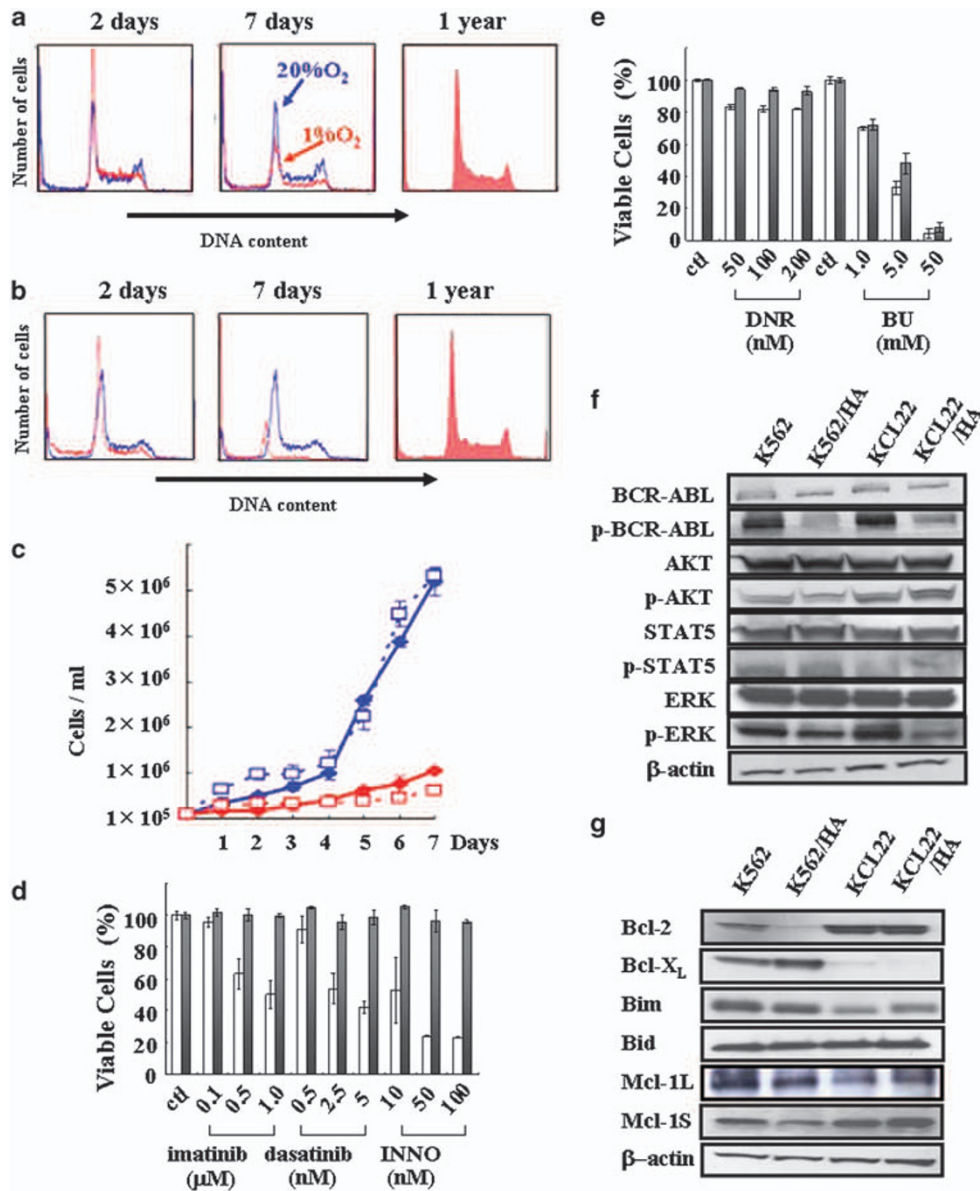 a
2 days 7 days 1 year
Number of cells
20%O₂
1%O₂
DNA content
b
2 days 7 days 1 year
Number of cells
DNA content
c
Cells / ml
5× 10⁶
4× 10⁶
3× 10⁶
2× 10⁶
1× 10⁶
1× 10⁵
1 2 3 4 5 6 7 Days
d
Viable Cells (%)
100
80
60
40
20
0
ctl 0.1 0.5 1.0 0.5 2.5 5 10 50 100
imatinib (μM)
dasatinib (nM)
INNO (nM)
e
Viable Cells (%)
100
80
60
40
20
0
ctl 50 100 200 ctl 1.0 5.0 50
DNR (nM)
BU (mM)
f
K562 K562/HA KCL22 KCL22 /HA
BCR-ABL
p-BCR-ABL
AKT
p-AKT
STAT5
p-STAT5
ERK
p-ERK
β-actin
g
K562 K562/HA KCL22 KCL22 /HA
Bcl-2
Bcl-X_L
Bim
Bid
Mcl-1L
Mcl-1S
β-actin